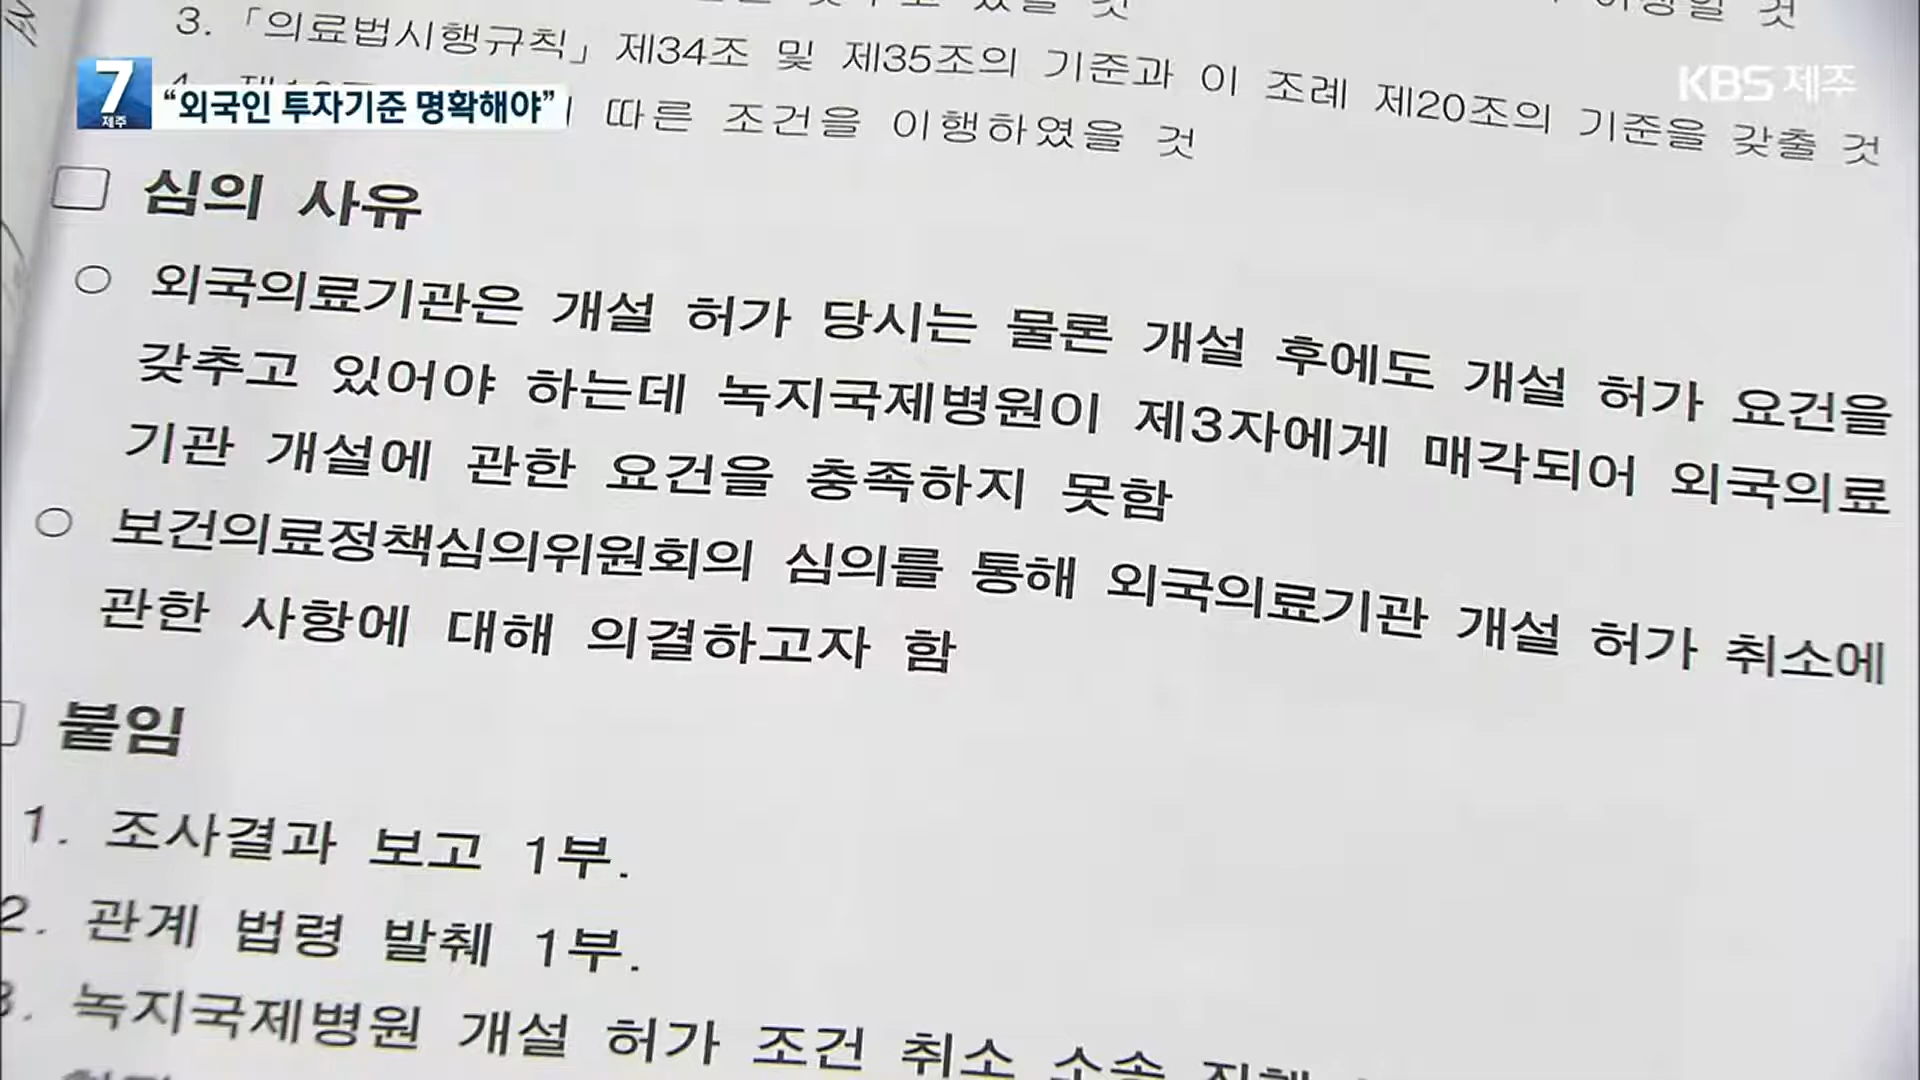 3. 「의료법시행규칙」 제34조 및 제35조의 기준과 이 조례 제20조의 기준을 갖출 것
KBS 제주
7 제주
“외국인 투자기준 명확해야”
따른 조건을 이행하였을 것
□ 심의 사유
○ 외국의료기관은 개설 허가 당시는 물론 개설 후에도 개설 허가 요건을
갖추고 있어야 하는데 녹지국제병원이 제3자에게 매각되어 외국의료
기관 개설에 관한 요건을 충족하지 못함
○ 보건의료정책심의위원회의 심의를 통해 외국의료기관 개설 허가 취소에
관한 사항에 대해 의결하고자 함
□ 붙임
1. 조사결과 보고 1부.
2. 관계 법령 발췌 1부.
3. 녹지국제병원 개설 허가 조건 취소 소송